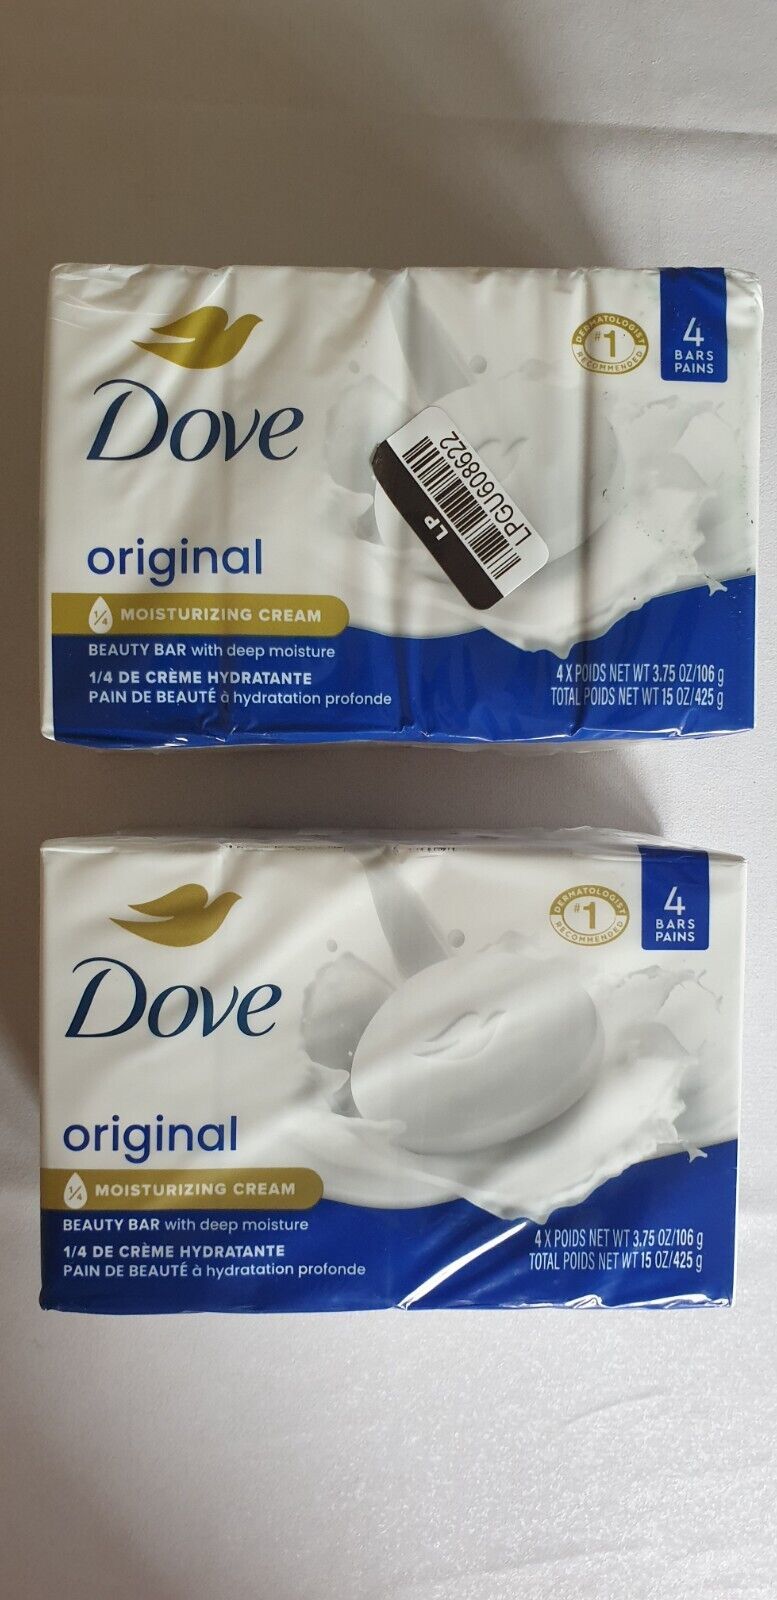 Dove
DERMATOLOGIST
#1
RECOMMENDED
4
BARS
PAINS
LP
LPGU608622
original
1/4 MOISTURIZING CREAM
BEAUTY BAR with deep moisture
1/4 DE CRÈME HYDRATANTE
PAIN DE BEAUTÉ à hydratation profonde
4 X POIDS NET WT 3.75 OZ/106 g
TOTAL POIDS NET WT 15 OZ/425 g
Dove
DERMATOLOGIST
#1
RECOMMENDED
4
BARS
PAINS
original
1/4 MOISTURIZING CREAM
BEAUTY BAR with deep moisture
1/4 DE CRÈME HYDRATANTE
PAIN DE BEAUTÉ à hydratation profonde
4 X POIDS NET WT 3.75 OZ/106 g
TOTAL POIDS NET WT 15 OZ/425 g